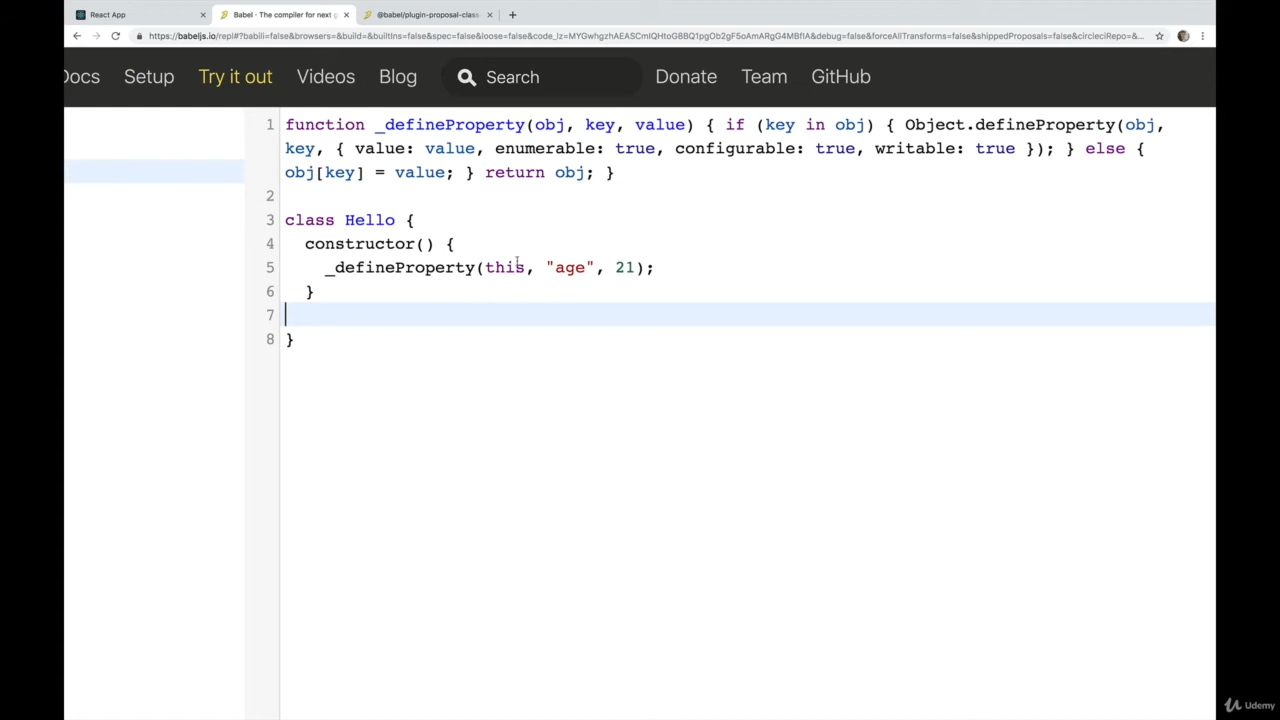 React App
Babel · The compiler for next g
@babel/plugin-proposal-class
https://babeljs.io/repl#?babili=false&browsers=&build=&builtIns=false&spec=false&loose=false&code_lz=MYGwhgzhAEASCmIQHtoG8BQ1pgOb2gF5oAmARgG4MBfIA&debug=false&forceAllTransforms=false&shippedProposals=false&circleciRepo=&...
Docs Setup Try it out Videos Blog Search Donate Team GitHub
1 function _defineProperty(obj, key, value) { if (key in obj) { Object.defineProperty(obj,
key, { value: value, enumerable: true, configurable: true, writable: true }); } else {
obj[key] = value; } return obj; }
2
3 class Hello {
4 constructor() {
5 _defineProperty(this, "age", 21);
6 }
7
8 }
Udemy